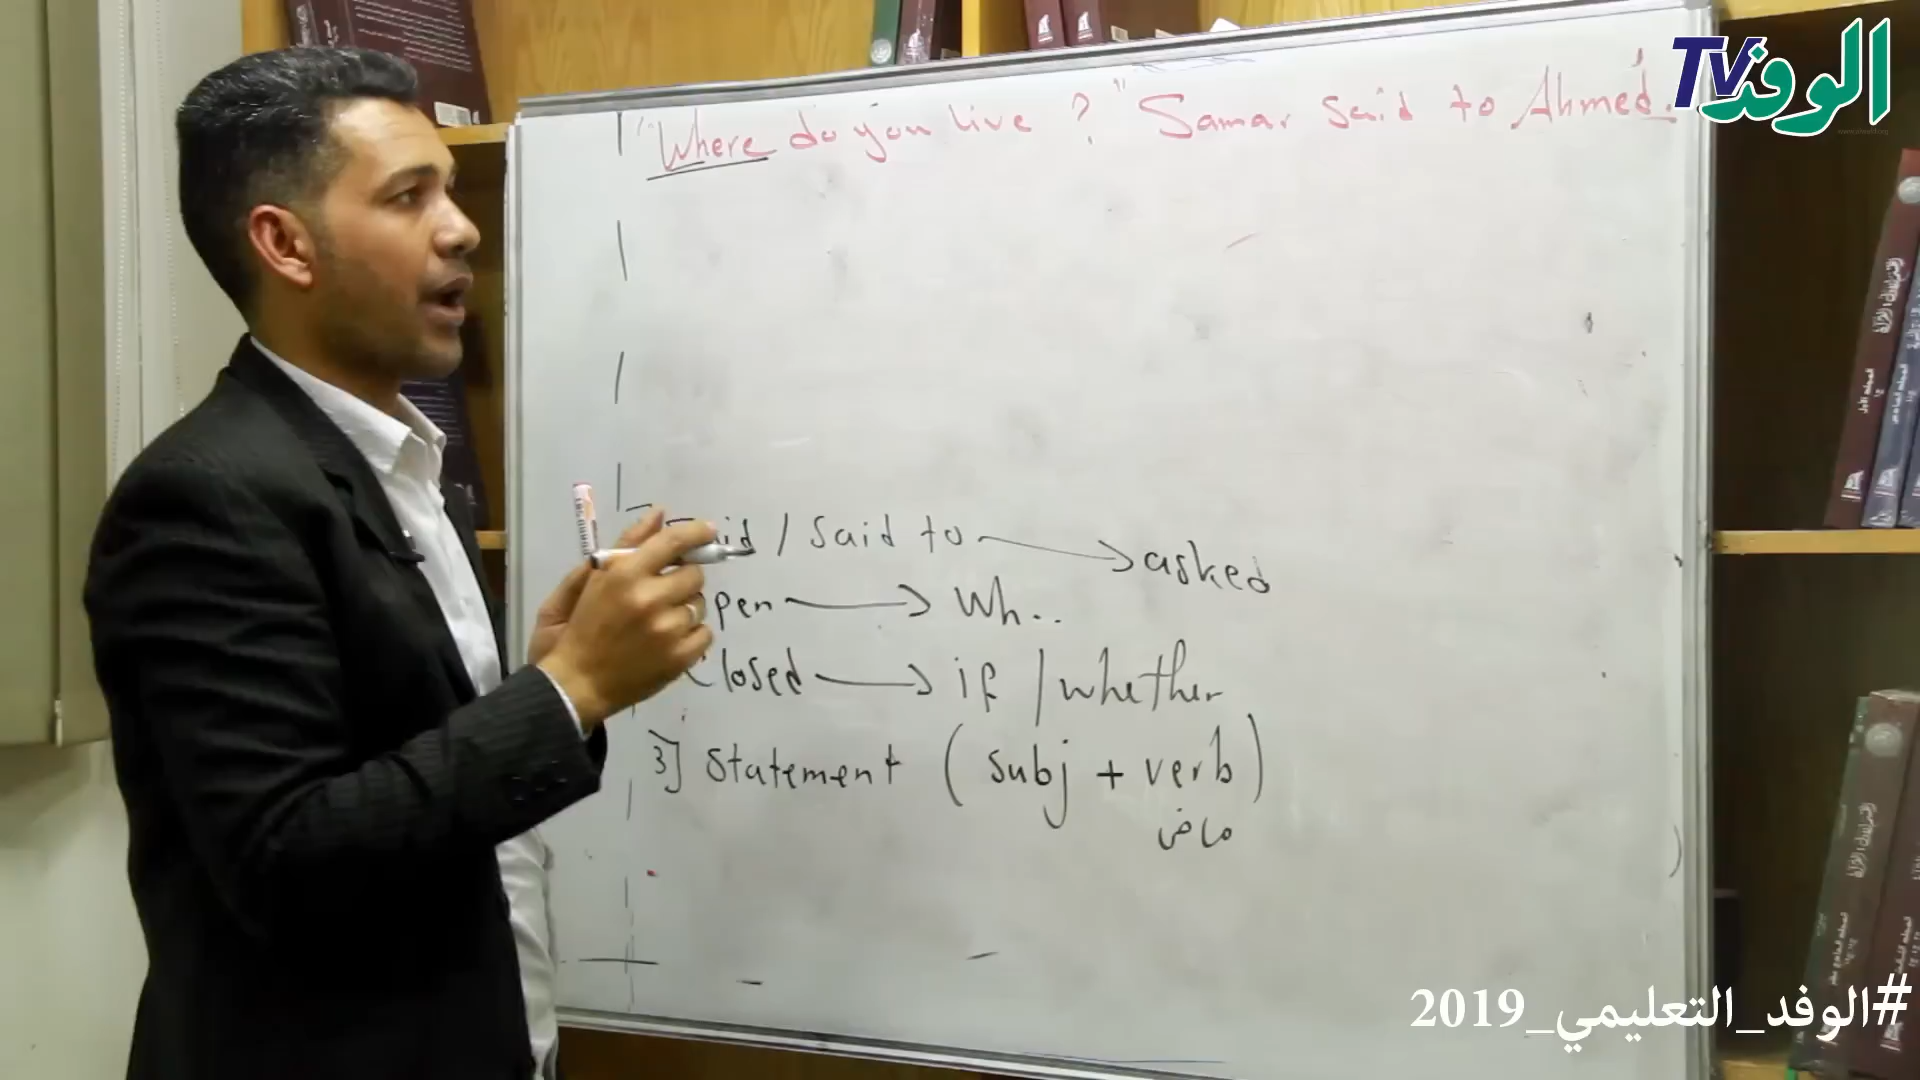 "Where do you live ?" Samar said to Ahmed.
الوفد TV
said / said to → asked
open → Wh..
closed → if / whether
3] statement ( subj + verb )
ماض
#الوفد_التعليمي_2019